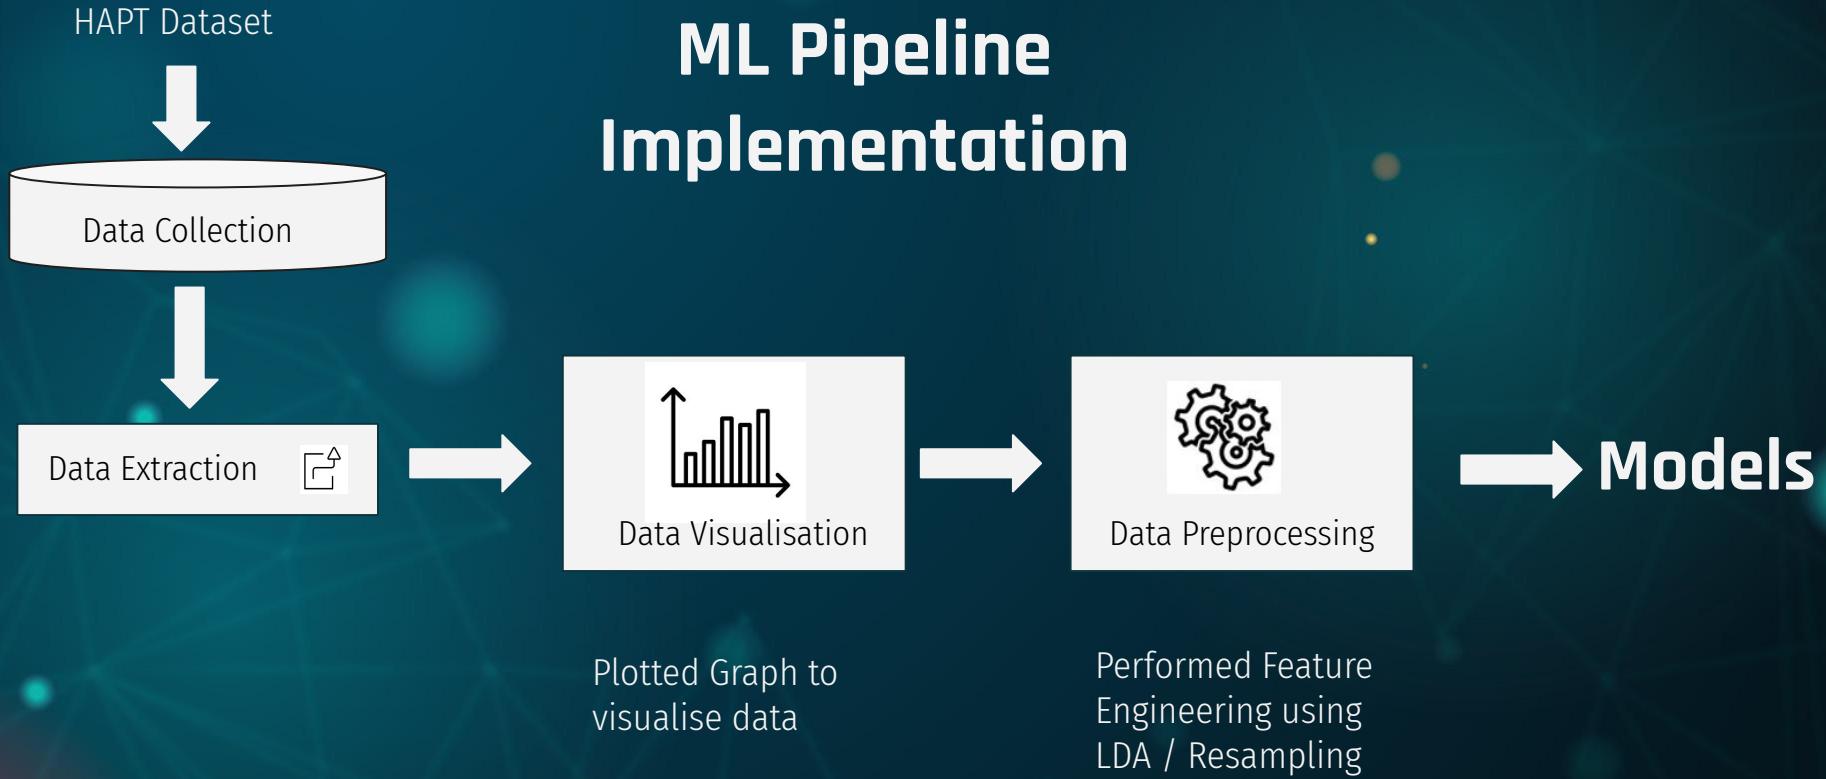 HAPT Dataset
ML Pipeline
Implementation
Data Collection
Data Extraction
Data Visualisation
Data Preprocessing
Models
Plotted Graph to
visualise data
Performed Feature
Engineering using
LDA / Resampling